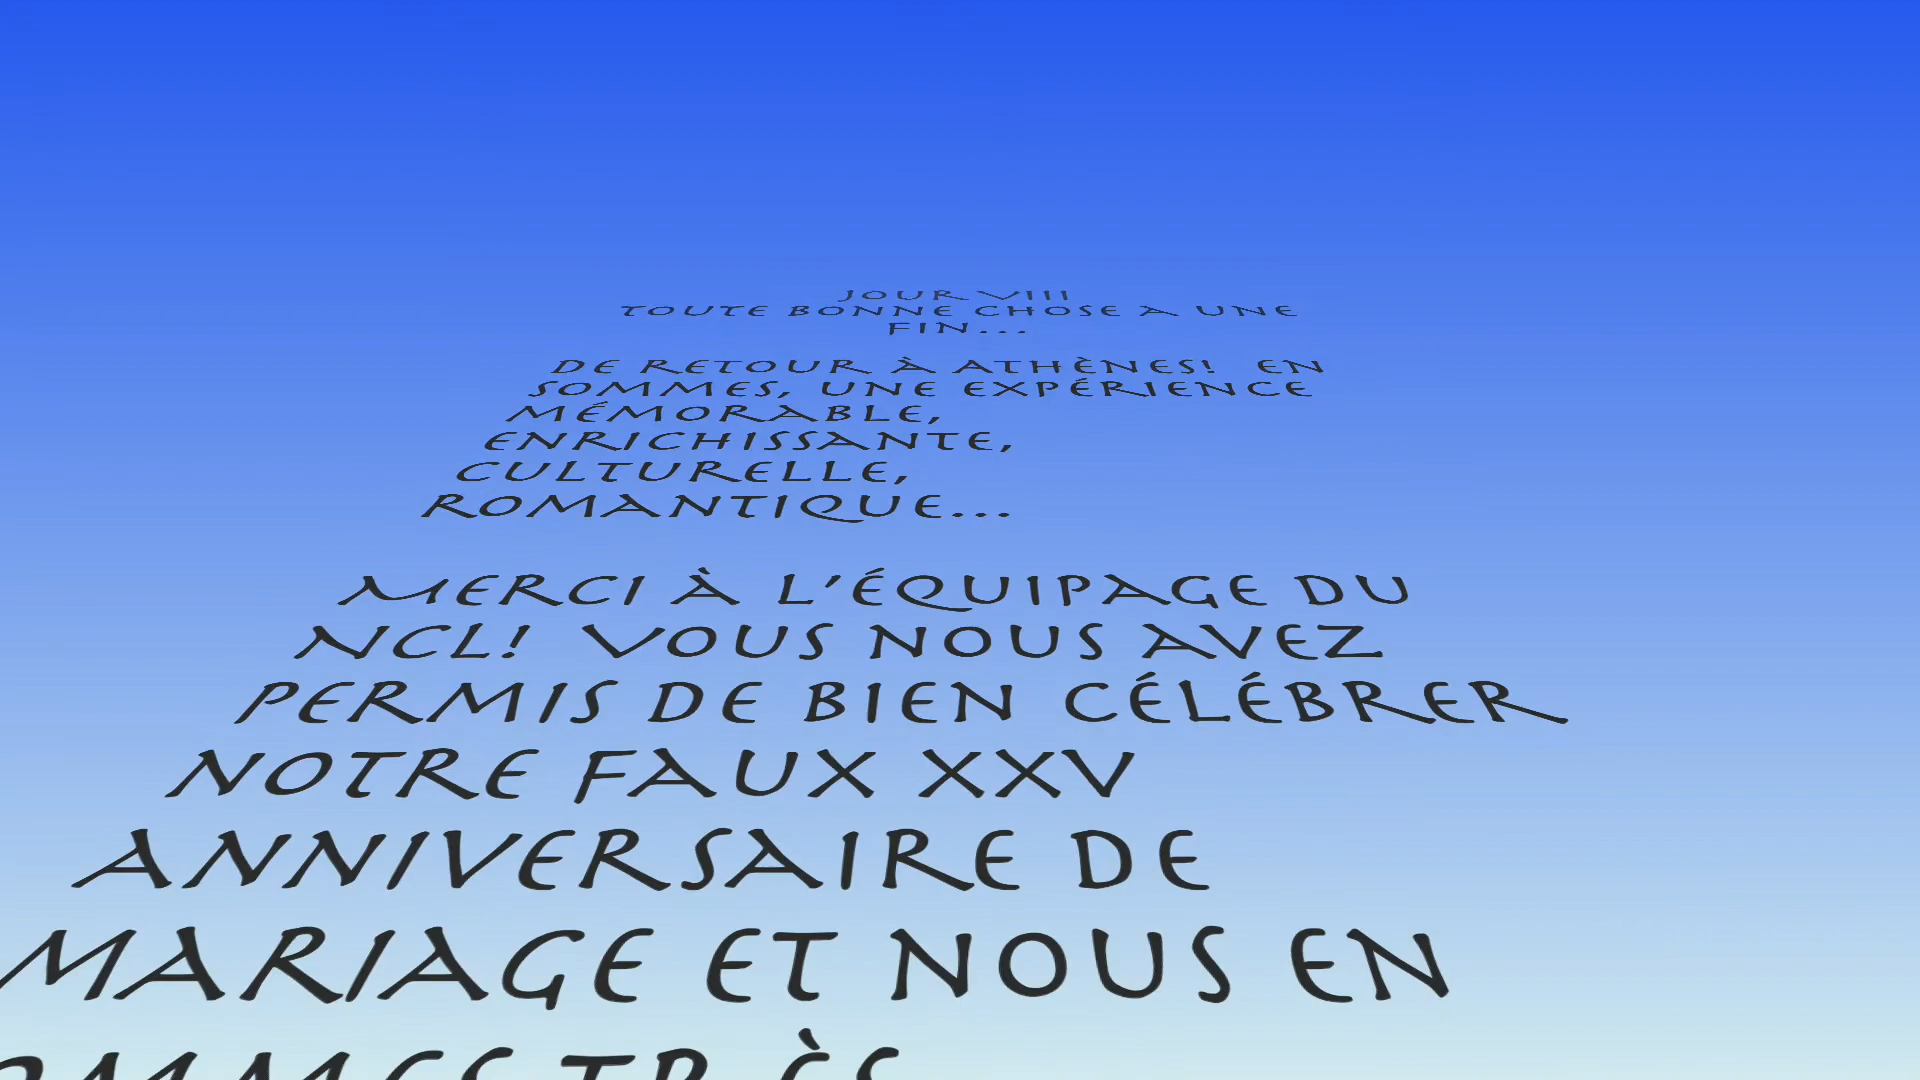 JOUR VIII
TOUTE BONNE CHOSE A UNE
FIN...
DE RETOUR À ATHÈNES! EN
SOMMES, UNE EXPÉRIENCE
MÉMORABLE,
ENRICHISSANTE,
CULTURELLE,
ROMANTIQUE...
MERCI À L'ÉQUIPAGE DU
NCL! VOUS NOUS AVEZ
PERMIS DE BIEN CÉLÉBRER
NOTRE FAUX XXV
ANNIVERSAIRE DE
MARIAGE ET NOUS EN
SOMMES TRÈS